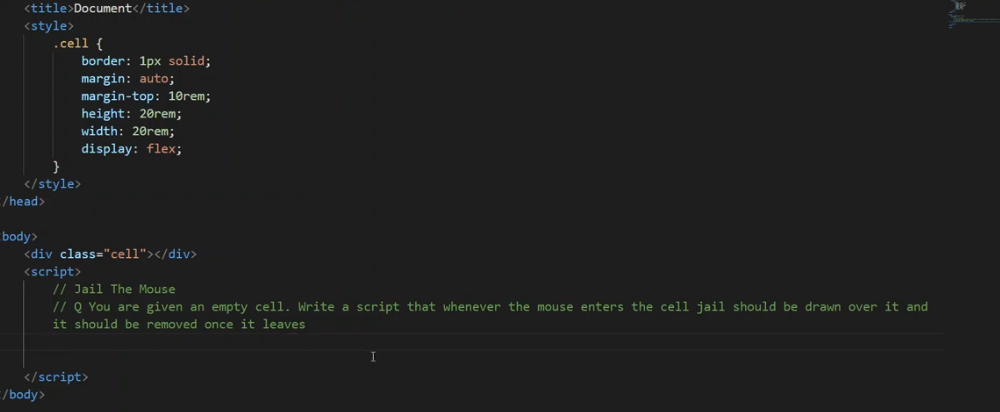 <title>Document</title>
<style>
.cell {
border: 1px solid;
margin: auto;
margin-top: 10rem;
height: 20rem;
width: 20rem;
display: flex;
}
</style>
/head>
body>
<div class="cell"></div>
<script>
// Jail The Mouse
// Q You are given an empty cell. Write a script that whenever the mouse enters the cell jail should be drawn over it and
it should be removed once it leaves
</script>
</body>